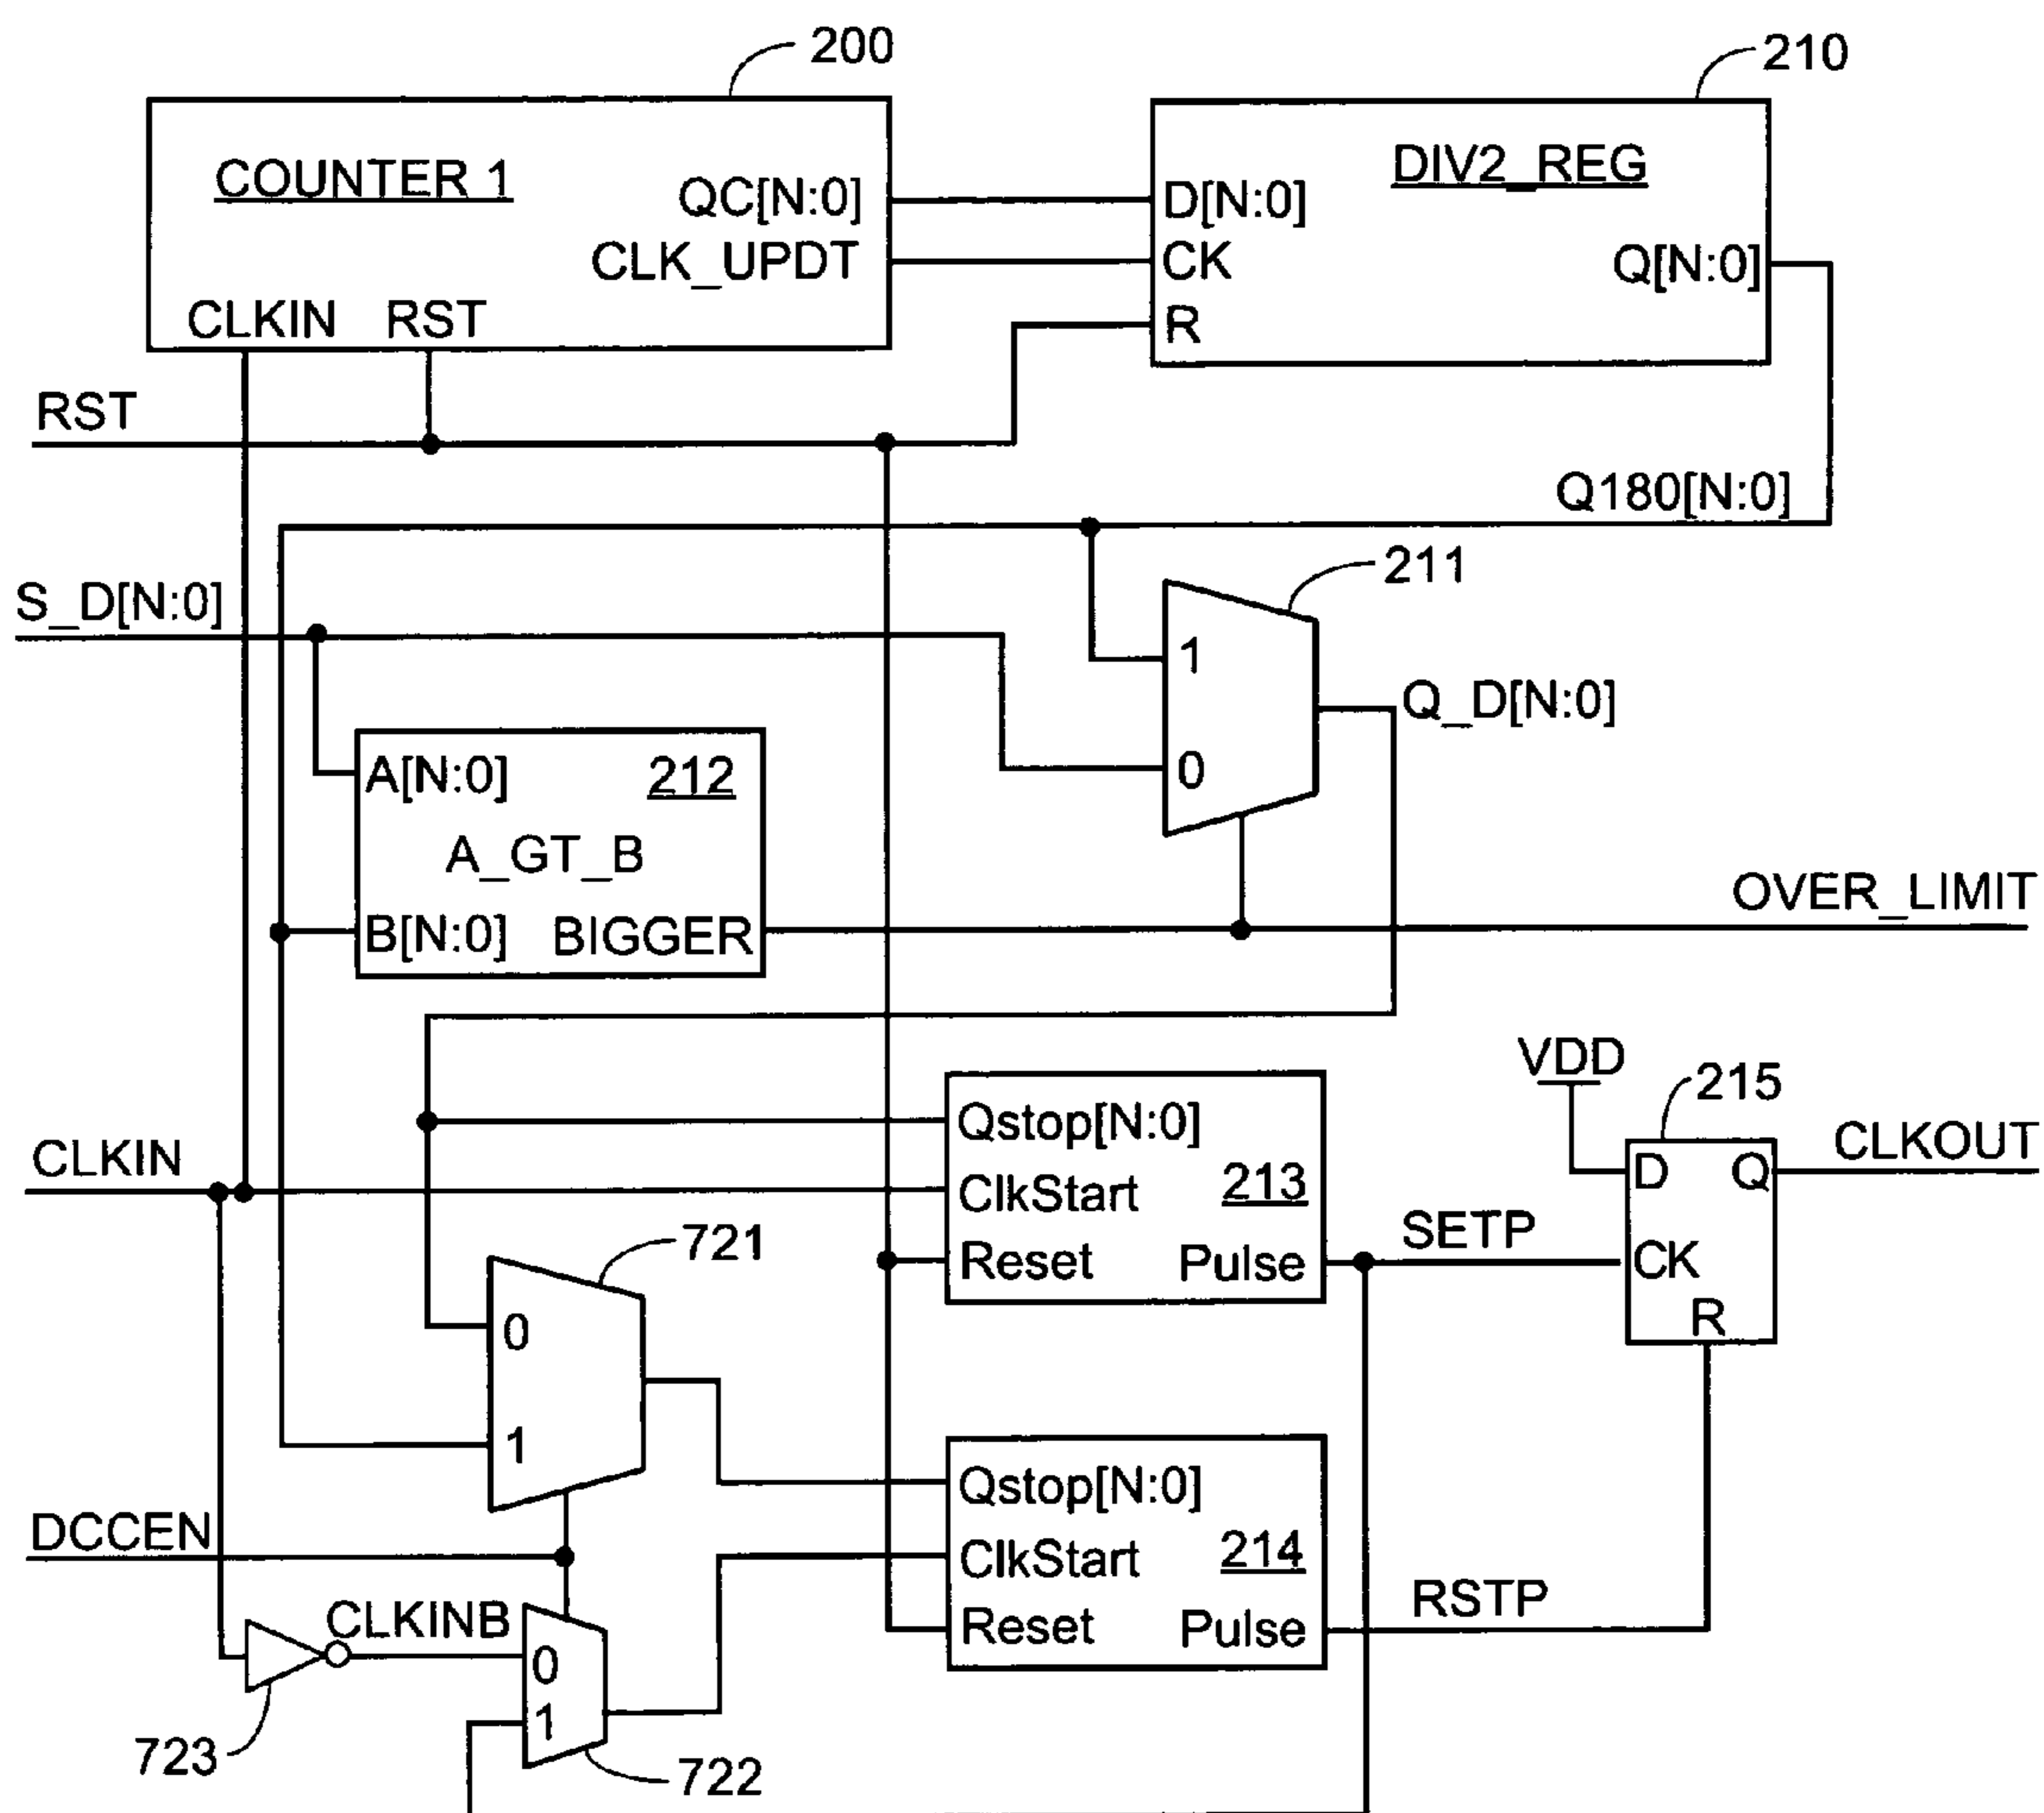 200
210
COUNTER 1
DIV2_REG
QC[N:0]
D[N:0]
CLK_UPDT
CK
Q[N:0]
CLKIN
RST
R
RST
Q180[N:0]
211
S_D[N:0]
1
Q_D[N:0]
A[N:0]
212
0
A_GT_B
OVER_LIMIT
B[N:0]
BIGGER
VDD
215
Qstop[N:0]
CLKIN
CLKOUT
D
Q
ClkStart
213
721
SETP
Reset
Pulse
CK
R
0
1
Qstop[N:0]
DCCEN
ClkStart
214
CLKINB
RSTP
Reset
Pulse
0
1
723
722